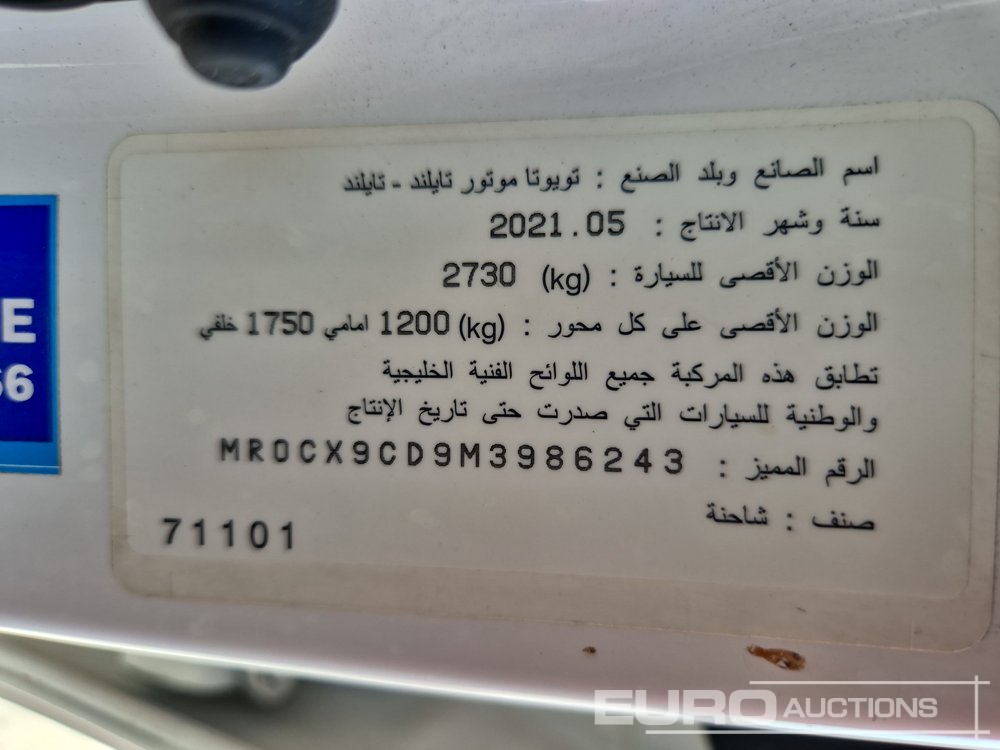 اسم الصانع وبلد الصنع : تويوتا موتور تايلند - تايلند
سنة وشهر الانتاج : 2021.05
الوزن الأقصى للسيارة : (kg) 2730
الوزن الأقصى على كل محور : (kg) 1200 امامي 1750 خلفي
تطابق هذه المركبة جميع اللوائح الفنية الخليجية
والوطنية للسيارات التي صدرت حتى تاريخ الإنتاج
الرقم المميز : MR0CX9CD9M3986243
صنف : شاحنة
71101
E
66
EURO AUCTIONS